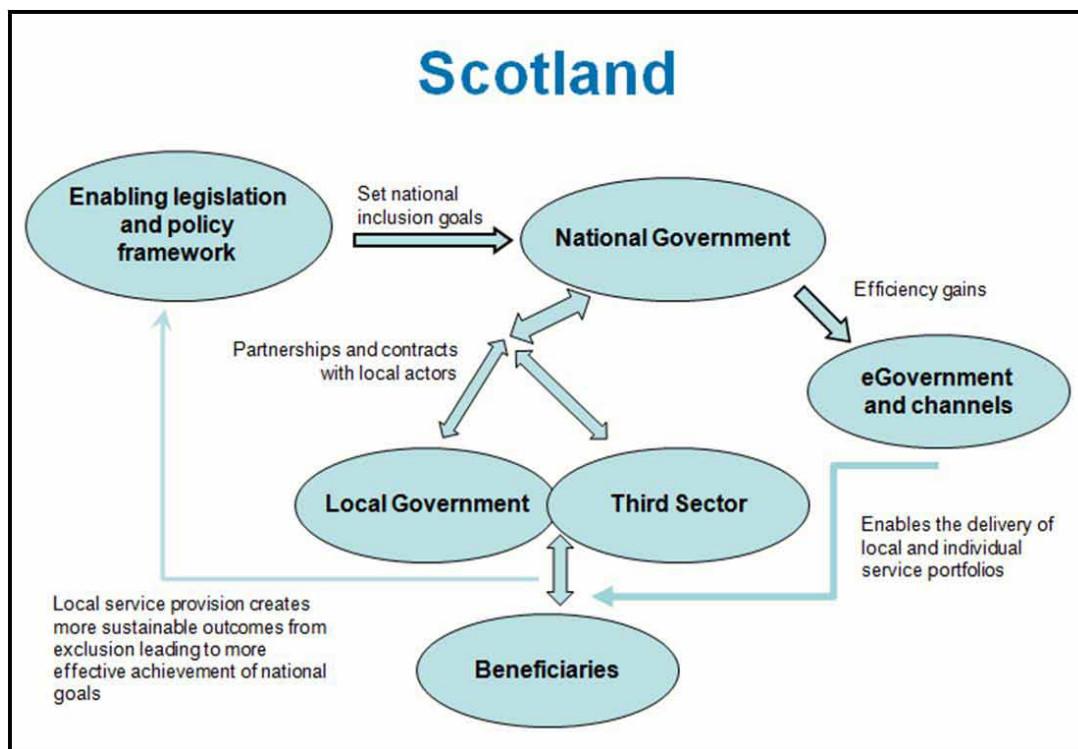 Scotland
Enabling legislation
and policy
framework
Set national
inclusion goals
National Government
Efficiency gains
Partnerships and contracts
with local actors
eGovernment
and channels
Local Government
Third Sector
Enables the delivery of
local and individual
service portfolios
Local service provision creates
more sustainable outcomes from
exclusion leading to more
effective achievement of national
goals
Beneficiaries